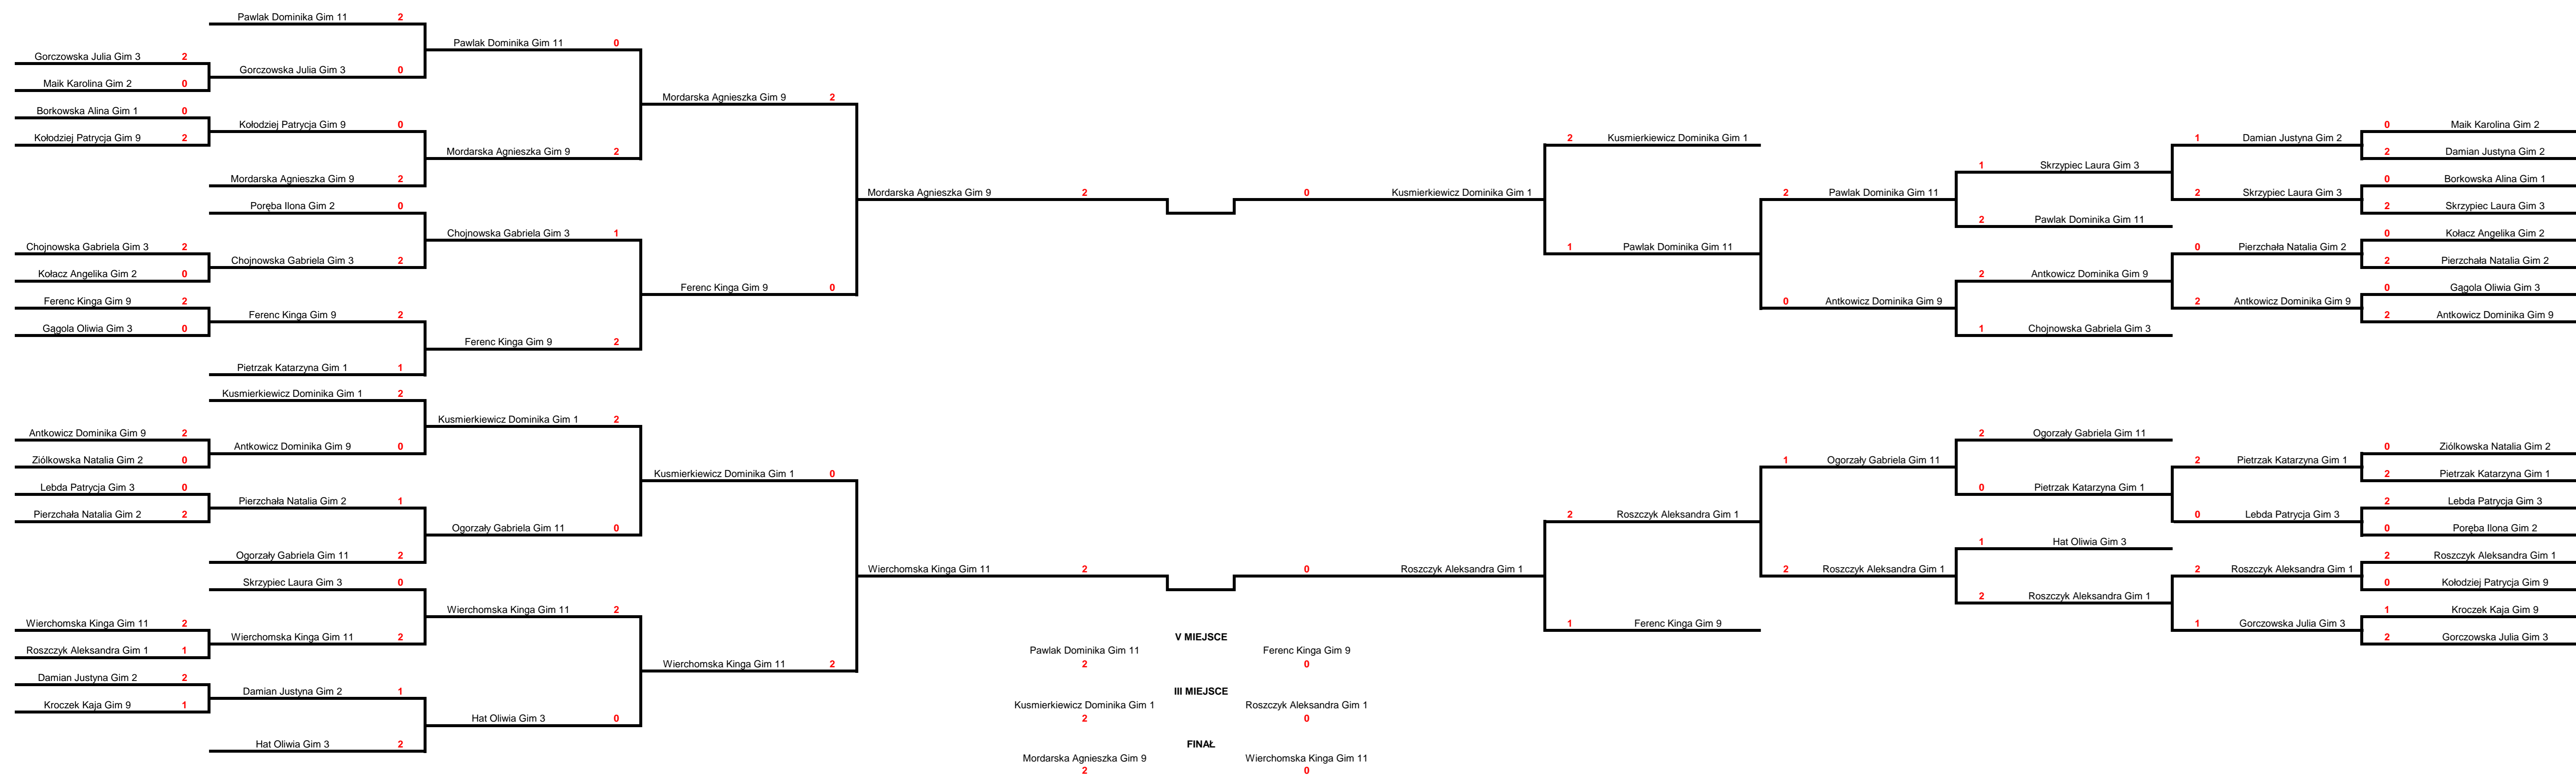 Pawlak Dominika Gim 11 2
Gorczowska Julia Gim 3 2
Maik Karolina Gim 2 0
Borkowska Alina Gim 1 0
Kołodziej Patrycja Gim 9 2
Gorczowska Julia Gim 3 0
Kołodziej Patrycja Gim 9 0
Mordarska Agnieszka Gim 9 2
Poręba Ilona Gim 2 0
Chojnowska Gabriela Gim 3 2
Kołacz Angelika Gim 2 0
Ferenc Kinga Gim 9 2
Gągola Oliwia Gim 3 0
Chojnowska Gabriela Gim 3 2
Ferenc Kinga Gim 9 2
Pietrzak Katarzyna Gim 1 1
Kusmierkiewicz Dominika Gim 1 2
Antkowicz Dominika Gim 9 2
Ziólkowska Natalia Gim 2 0
Lebda Patrycja Gim 3 0
Pierzchała Natalia Gim 2 2
Antkowicz Dominika Gim 9 0
Pierzchała Natalia Gim 2 1
Ogorzały Gabriela Gim 11 2
Skrzypiec Laura Gim 3 0
Wierchomska Kinga Gim 11 2
Roszczyk Aleksandra Gim 1 1
Damian Justyna Gim 2 2
Kroczek Kaja Gim 9 1
Wierchomska Kinga Gim 11 2
Damian Justyna Gim 2 1
Hat Oliwia Gim 3 2
Pawlak Dominika Gim 11 0
Mordarska Agnieszka Gim 9 2
Chojnowska Gabriela Gim 3 1
Ferenc Kinga Gim 9 2
Kusmierkiewicz Dominika Gim 1 2
Ogorzały Gabriela Gim 11 0
Wierchomska Kinga Gim 11 2
Hat Oliwia Gim 3 0
Mordarska Agnieszka Gim 9 2
Ferenc Kinga Gim 9 0
Kusmierkiewicz Dominika Gim 1 0
Wierchomska Kinga Gim 11 2
Mordarska Agnieszka Gim 9 2
0 Kusmierkiewicz Dominika Gim 1
Wierchomska Kinga Gim 11 2
0 Roszczyk Aleksandra Gim 1
V MIEJSCE
Pawlak Dominika Gim 11 Ferenc Kinga Gim 9
2 0
III MIEJSCE
Kusmierkiewicz Dominika Gim 1 Roszczyk Aleksandra Gim 1
2 0
FINAŁ
Mordarska Agnieszka Gim 9 Wierchomska Kinga Gim 11
2 0
2 Kusmierkiewicz Dominika Gim 1
1 Pawlak Dominika Gim 11
2 Roszczyk Aleksandra Gim 1
1 Ferenc Kinga Gim 9
2 Pawlak Dominika Gim 11
0 Antkowicz Dominika Gim 9
1 Ogorzały Gabriela Gim 11
2 Roszczyk Aleksandra Gim 1
1 Skrzypiec Laura Gim 3
2 Pawlak Dominika Gim 11
2 Antkowicz Dominika Gim 9
1 Chojnowska Gabriela Gim 3
2 Ogorzały Gabriela Gim 11
0 Pietrzak Katarzyna Gim 1
1 Hat Oliwia Gim 3
2 Roszczyk Aleksandra Gim 1
1 Damian Justyna Gim 2
2 Skrzypiec Laura Gim 3
0 Pierzchała Natalia Gim 2
2 Antkowicz Dominika Gim 9
2 Pietrzak Katarzyna Gim 1
0 Lebda Patrycja Gim 3
2 Roszczyk Aleksandra Gim 1
1 Gorczowska Julia Gim 3
0 Maik Karolina Gim 2
2 Damian Justyna Gim 2
0 Borkowska Alina Gim 1
2 Skrzypiec Laura Gim 3
0 Kołacz Angelika Gim 2
2 Pierzchała Natalia Gim 2
0 Gągola Oliwia Gim 3
2 Antkowicz Dominika Gim 9
0 Ziólkowska Natalia Gim 2
2 Pietrzak Katarzyna Gim 1
2 Lebda Patrycja Gim 3
0 Poręba Ilona Gim 2
2 Roszczyk Aleksandra Gim 1
0 Kołodziej Patrycja Gim 9
1 Kroczek Kaja Gim 9
2 Gorczowska Julia Gim 3